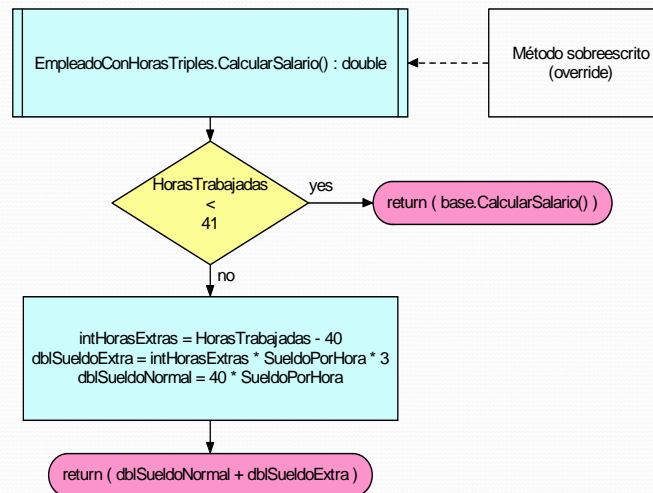 EmpleadoConHorasTriples.CalcularSalario() : double
Método sobreescrito
(override)
HorasTrabajadas
<
41
yes
return ( base.CalcularSalario() )
no
intHorasExtras = HorasTrabajadas - 40
dblSueldoExtra = intHorasExtras * SueldoPorHora * 3
dblSueldoNormal = 40 * SueldoPorHora
return ( dblSueldoNormal + dblSueldoExtra )